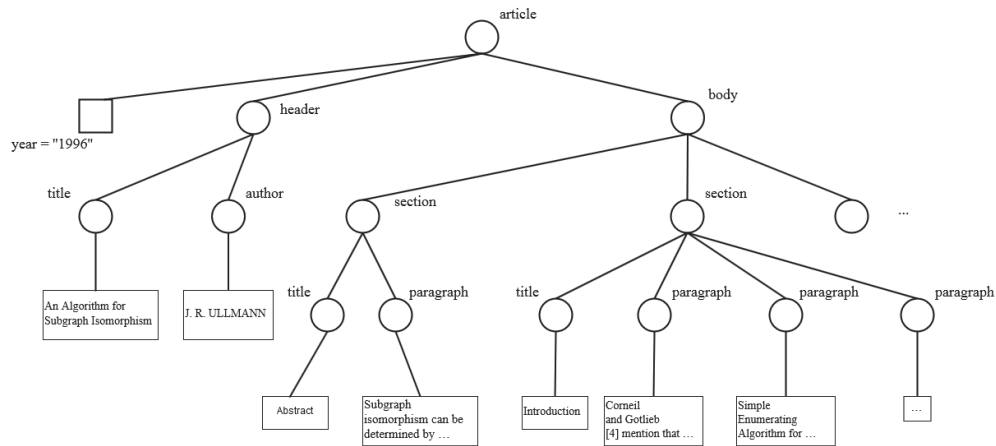 article
header
body
year = "1996"
title
author
section
section
...
An Algorithm for
Subgraph Isomorphism
J. R. ULLMANN
title
paragraph
title
paragraph
paragraph
paragraph
Abstract
Subgraph
isomorphism can be
determined by ...
Introduction
Corneil
and Gotlieb
[4] mention that ...
Simple
Enumerating
Algorithm for ...
...